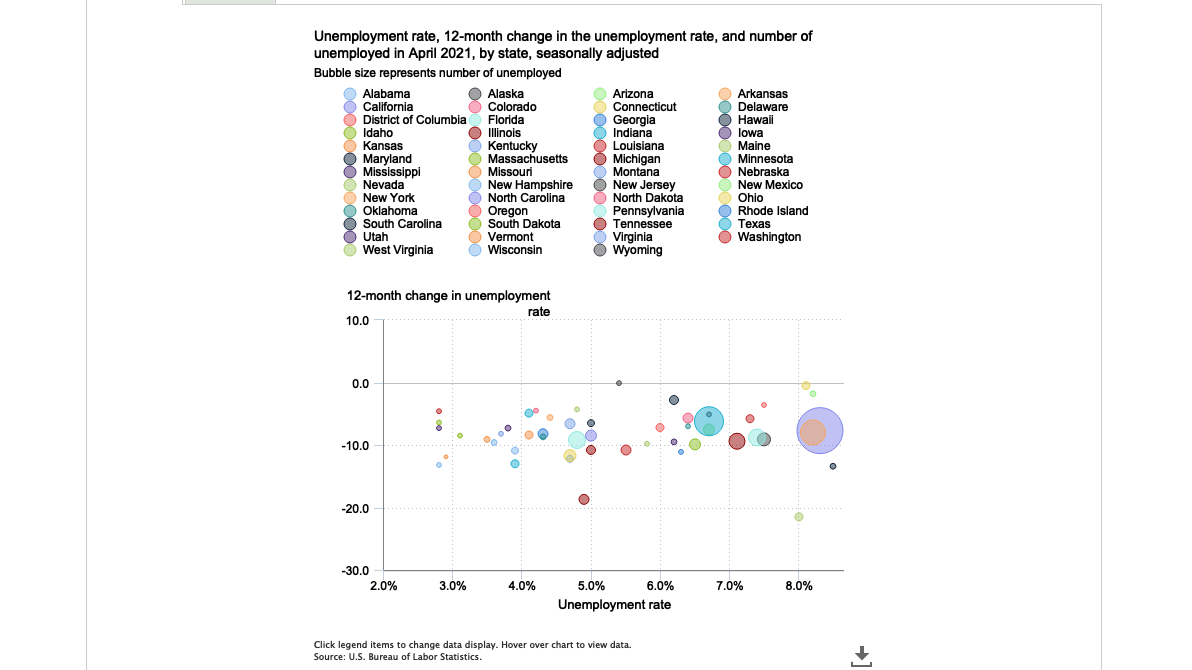 Unemployment rate, 12-month change in the unemployment rate, and number of
unemployed in April 2021, by state, seasonally adjusted
Bubble size represents number of unemployed
Alabama Alaska Arizona Arkansas
California Colorado Connecticut Delaware
District of Columbia Florida Georgia Hawaii
Idaho Illinois Indiana Iowa
Kansas Kentucky Louisiana Maine
Maryland Massachusetts Michigan Minnesota
Mississippi Missouri Montana Nebraska
Nevada New Hampshire New Jersey New Mexico
New York North Carolina North Dakota Ohio
Oklahoma Oregon Pennsylvania Rhode Island
South Carolina South Dakota Tennessee Texas
Utah Vermont Virginia Washington
West Virginia Wisconsin Wyoming
12-month change in unemployment
rate
10.0
0.0
-10.0
-20.0
-30.0
2.0% 3.0% 4.0% 5.0% 6.0% 7.0% 8.0%
Unemployment rate
Click legend items to change data display. Hover over chart to view data.
Source: U.S. Bureau of Labor Statistics.